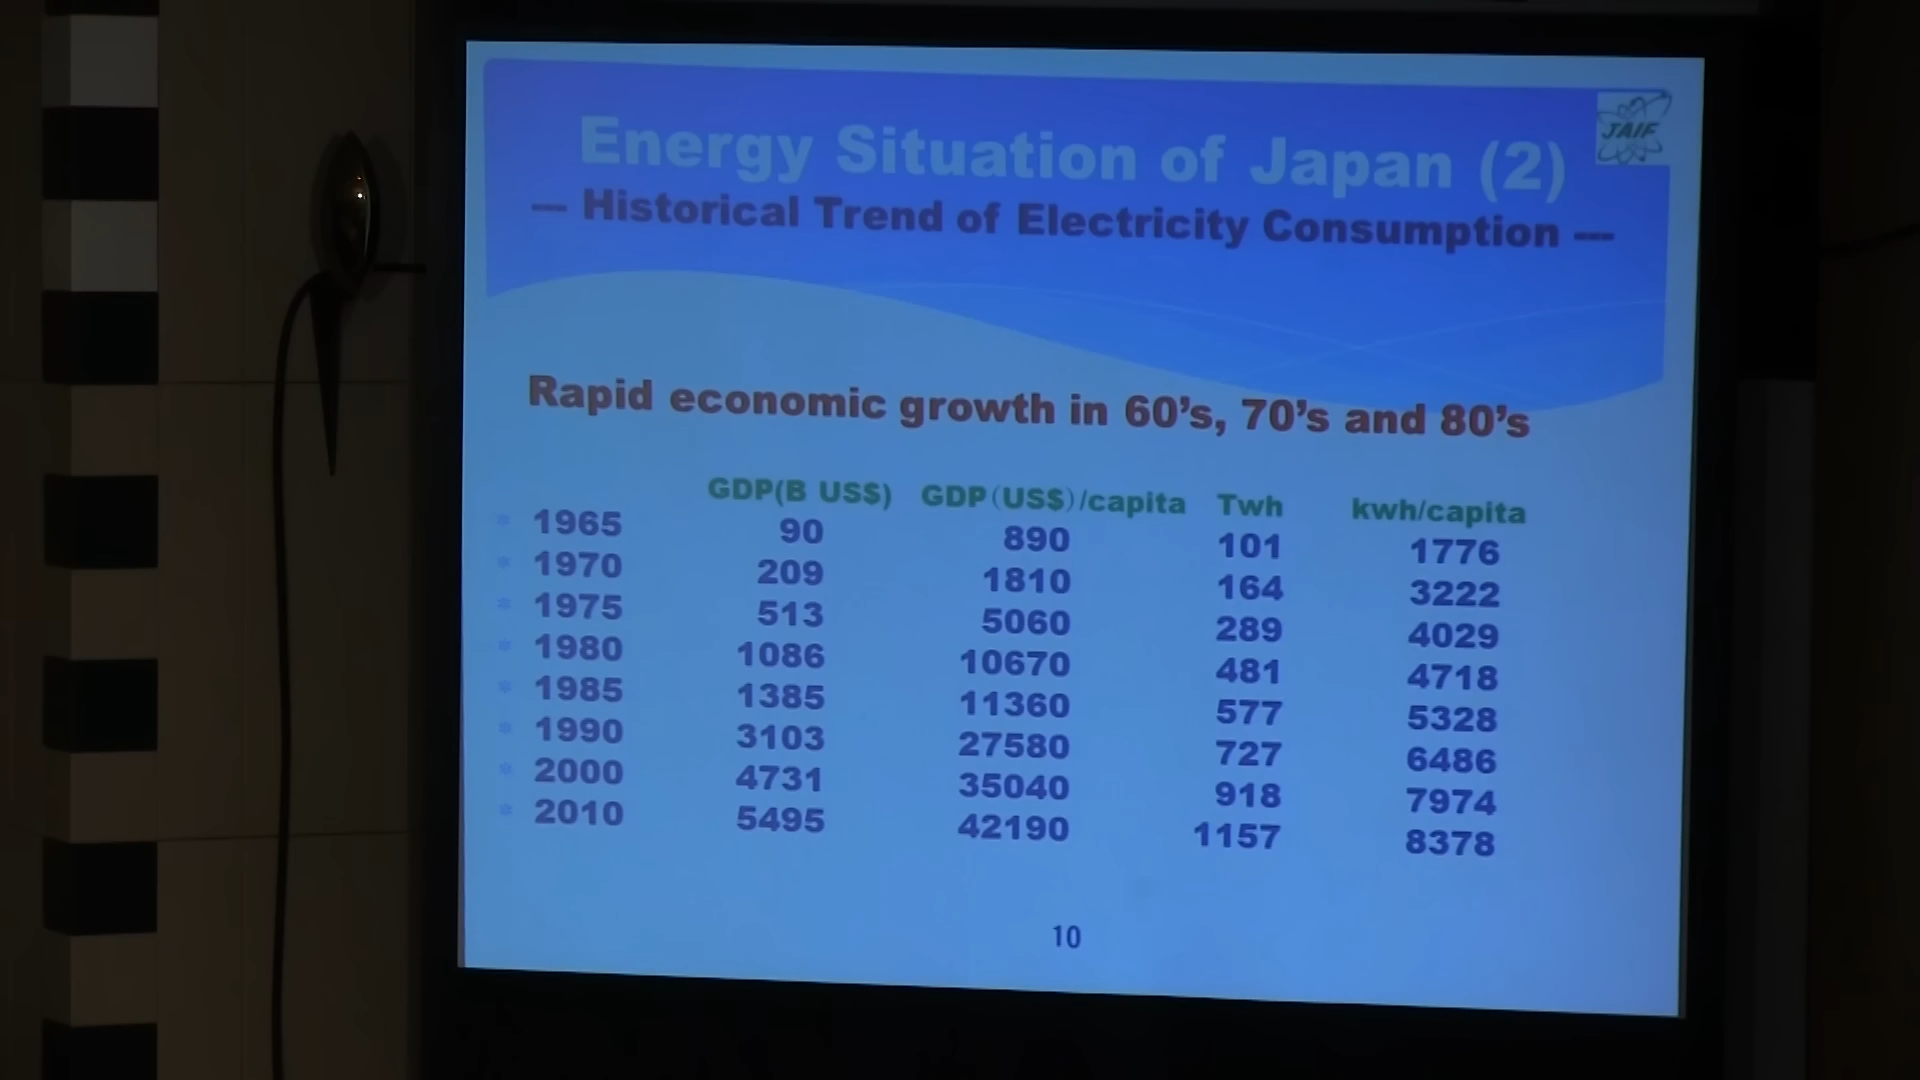 Energy Situation of Japan (2)
JAIF
— Historical Trend of Electricity Consumption —
Rapid economic growth in 60’s, 70’s and 80’s
GDP(B US$) GDP(US$)/capita Twh kwh/capita
* 1965 90 890 101 1776
* 1970 209 1810 164 3222
* 1975 513 5060 289 4029
* 1980 1086 10670 481 4718
* 1985 1385 11360 577 5328
* 1990 3103 27580 727 6486
* 2000 4731 35040 918 7974
* 2010 5495 42190 1157 8378
10